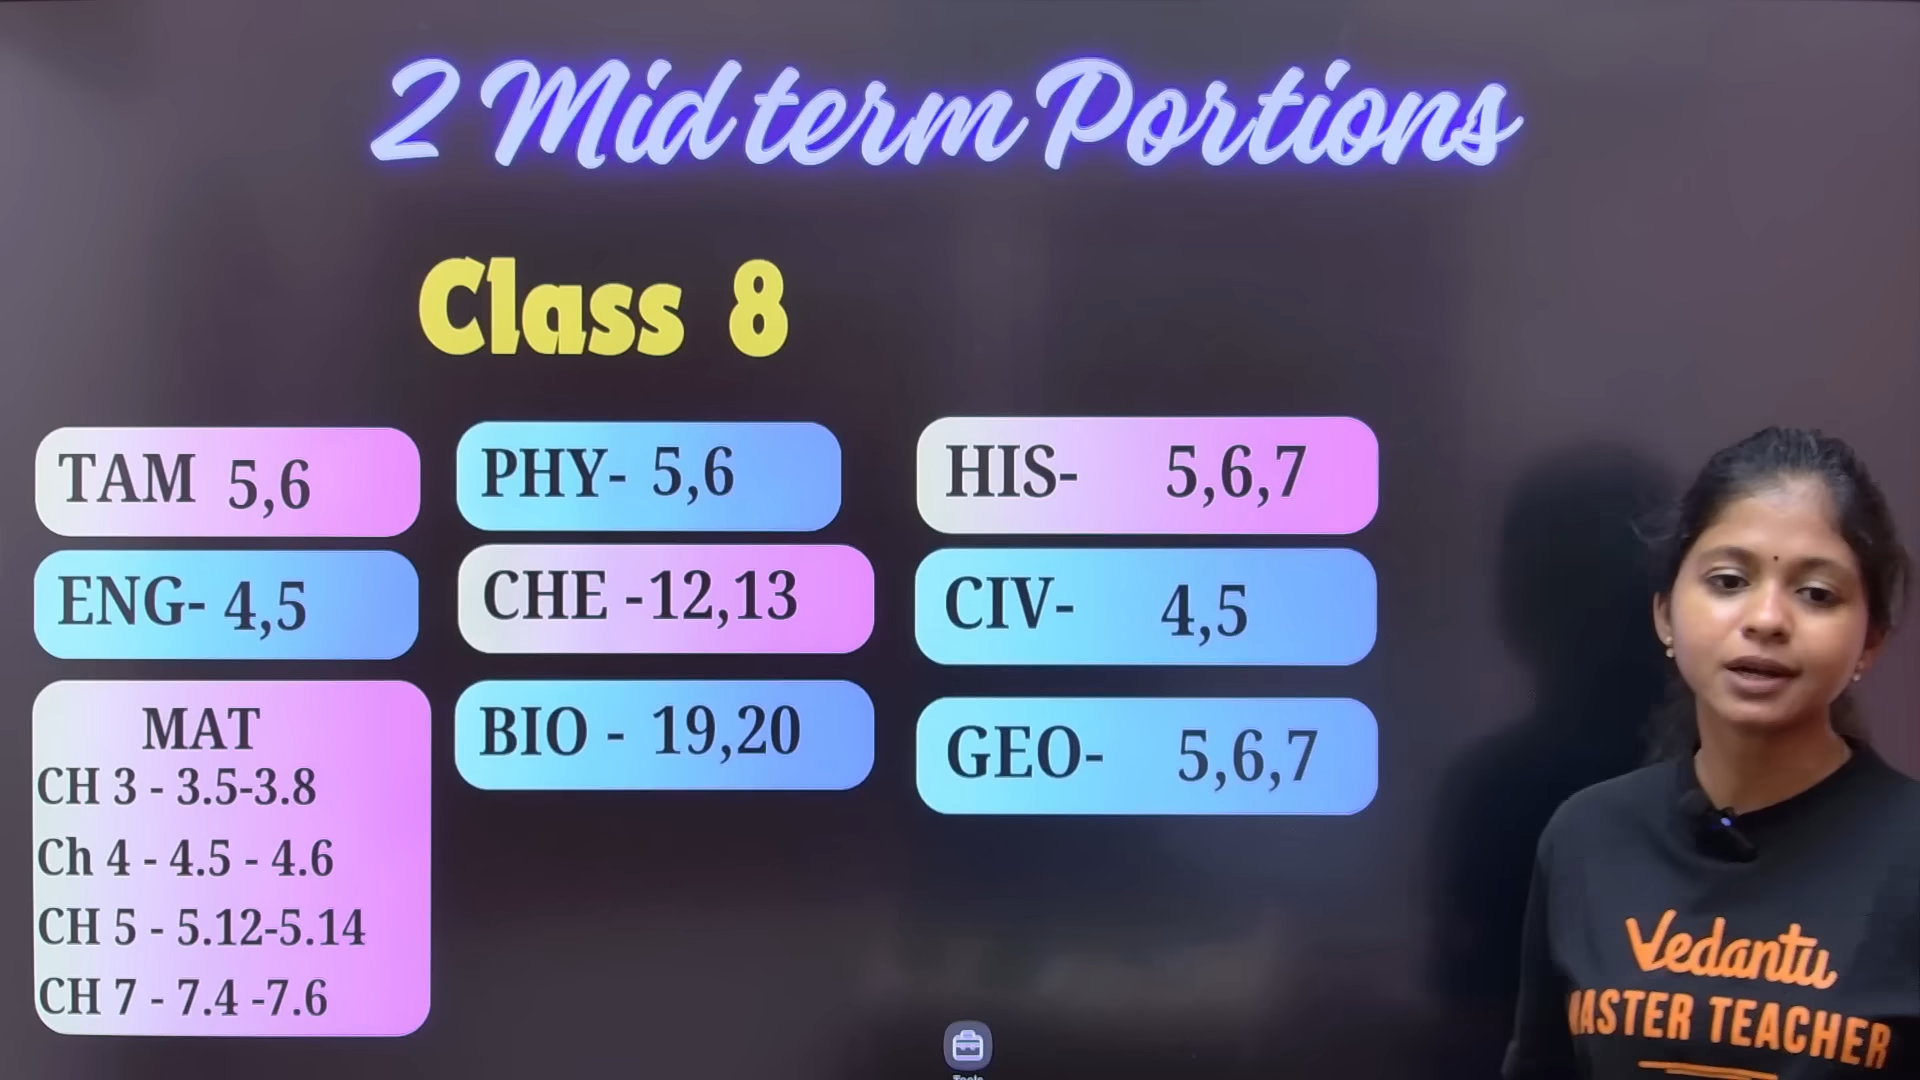 2 Mid term Portions
Class 8
TAM 5,6
ENG- 4,5
MAT
CH 3 - 3.5-3.8
Ch 4 - 4.5 - 4.6
CH 5 - 5.12-5.14
CH 7 - 7.4 -7.6
PHY- 5,6
CHE -12,13
BIO - 19,20
HIS- 5,6,7
CIV- 4,5
GEO- 5,6,7
Vedantu
MASTER TEACHER
Tools